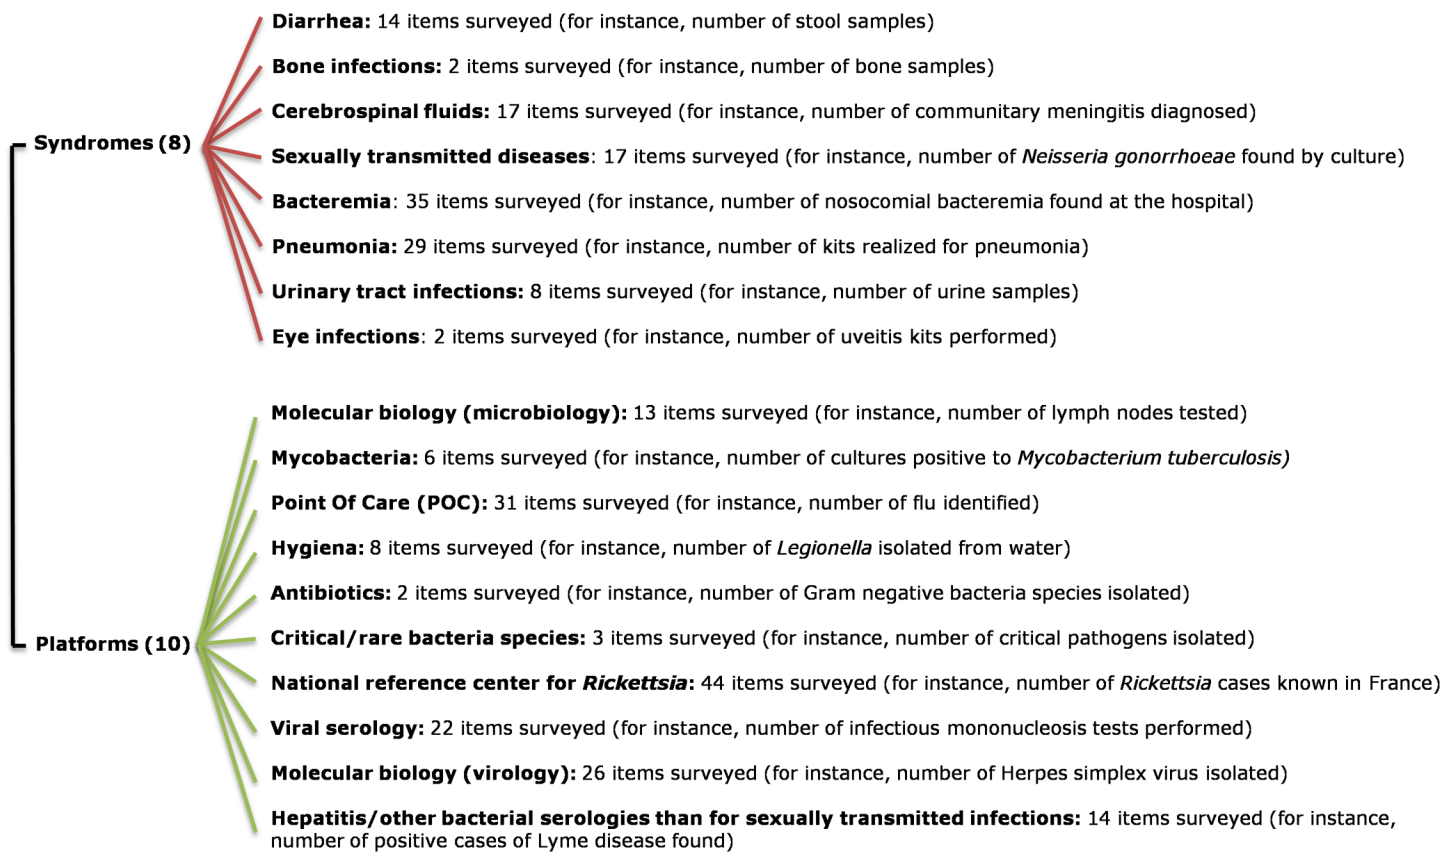 Syndromes (8)
Diarrhea: 14 items surveyed (for instance, number of stool samples)
Bone infections: 2 items surveyed (for instance, number of bone samples)
Cerebrospinal fluids: 17 items surveyed (for instance, number of communitary meningitis diagnosed)
Sexually transmitted diseases: 17 items surveyed (for instance, number of Neisseria gonorrhoeae found by culture)
Bacteremia: 35 items surveyed (for instance, number of nosocomial bacteremia found at the hospital)
Pneumonia: 29 items surveyed (for instance, number of kits realized for pneumonia)
Urinary tract infections: 8 items surveyed (for instance, number of urine samples)
Eye infections: 2 items surveyed (for instance, number of uveitis kits performed)
Platforms (10)
Molecular biology (microbiology): 13 items surveyed (for instance, number of lymph nodes tested)
Mycobacteria: 6 items surveyed (for instance, number of cultures positive to Mycobacterium tuberculosis)
Point Of Care (POC): 31 items surveyed (for instance, number of flu identified)
Hygiena: 8 items surveyed (for instance, number of Legionella isolated from water)
Antibiotics: 2 items surveyed (for instance, number of Gram negative bacteria species isolated)
Critical/rare bacteria species: 3 items surveyed (for instance, number of critical pathogens isolated)
National reference center for Rickettsia: 44 items surveyed (for instance, number of Rickettsia cases known in France)
Viral serology: 22 items surveyed (for instance, number of infectious mononucleosis tests performed)
Molecular biology (virology): 26 items surveyed (for instance, number of Herpes simplex virus isolated)
Hepatitis/other bacterial serologies than for sexually transmitted infections: 14 items surveyed (for instance,
number of positive cases of Lyme disease found)